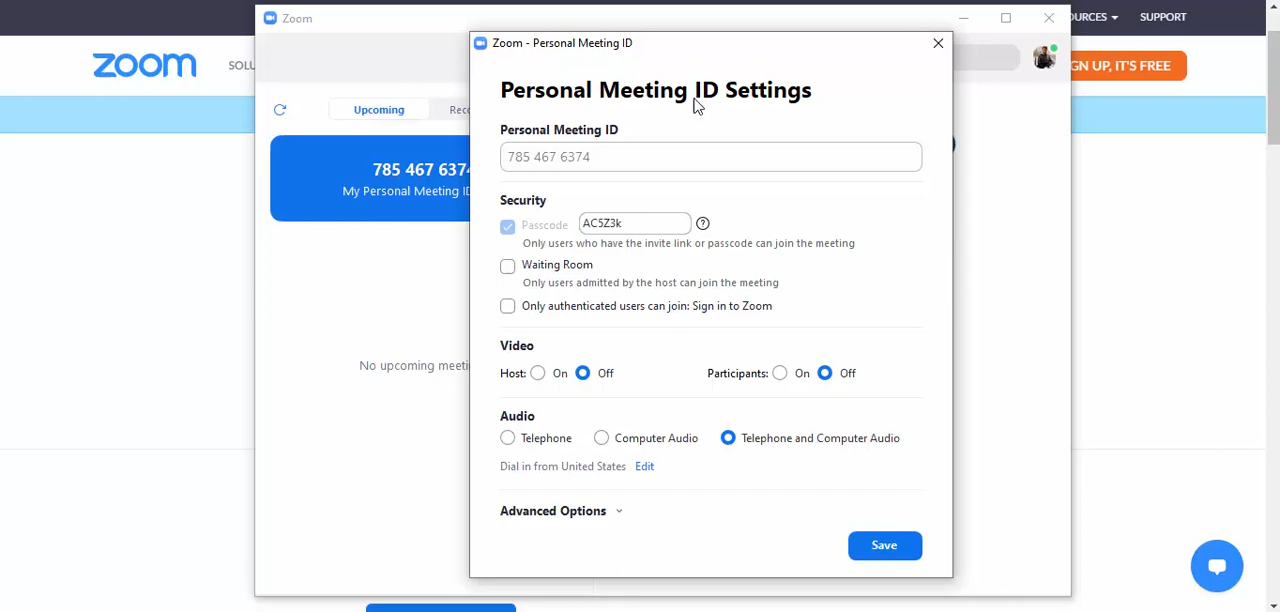 Zoom
OURCES
SUPPORT
zoom
SOLU
GN UP, IT'S FREE
Upcoming
Reco
785 467 6374
My Personal Meeting ID
No upcoming meeti
Zoom - Personal Meeting ID
Personal Meeting ID Settings
Personal Meeting ID
785 467 6374
Security
Passcode AC5Z3k
Only users who have the invite link or passcode can join the meeting
Waiting Room
Only users admitted by the host can join the meeting
Only authenticated users can join: Sign in to Zoom
Video
Host: On Off Participants: On Off
Audio
Telephone Computer Audio Telephone and Computer Audio
Dial in from United States Edit
Advanced Options
Save